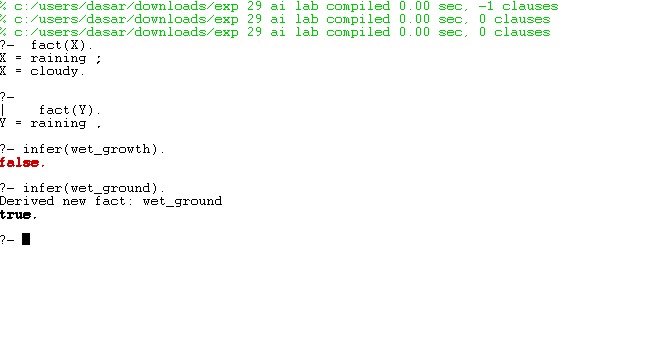 % c:/users/dasar/downloads/exp 29 ai lab compiled 0.00 sec, -1 clauses
% c:/users/dasar/downloads/exp 29 ai lab compiled 0.00 sec, 0 clauses
% c:/users/dasar/downloads/exp 29 ai lab compiled 0.00 sec, 0 clauses
?-  fact(X).
X = raining ;
X = cloudy.
?-
|    fact(Y).
Y = raining .
?- infer(wet_growth).
false.
?- infer(wet_ground).
Derived new fact: wet_ground
true.
?-